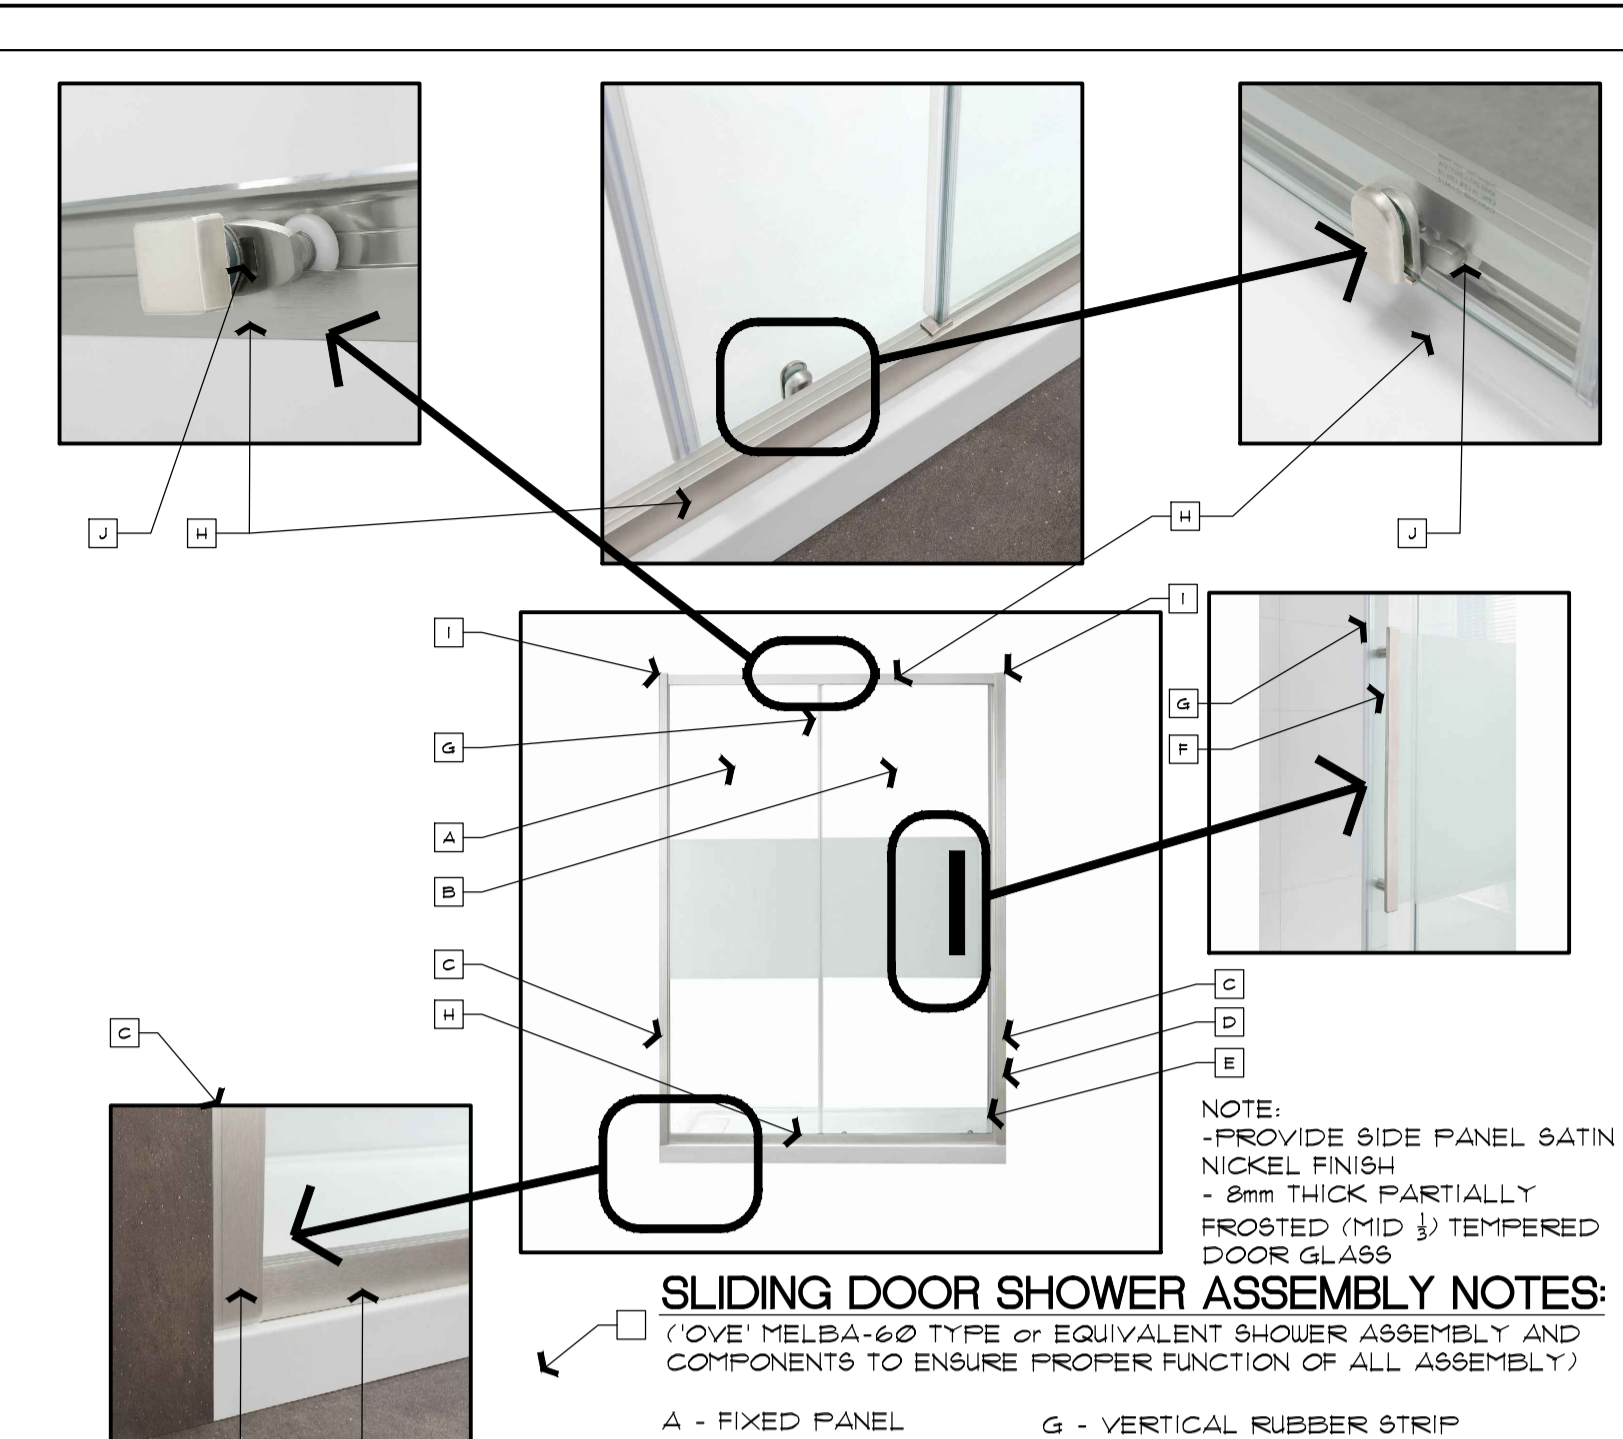 J
H
H
J
I
I
G
G
F
A
B
C
H
C
D
E
C
NOTE:
-PROVIDE SIDE PANEL SATIN
NICKEL FINISH
- 8mm THICK PARTIALLY
FROSTED (MID 1/3) TEMPERED
DOOR GLASS
SLIDING DOOR SHOWER ASSEMBLY NOTES:
('OVE' MELBA-60 TYPE or EQUIVALENT SHOWER ASSEMBLY AND
COMPONENTS TO ENSURE PROPER FUNCTION OF ALL ASSEMBLY)
A - FIXED PANEL
G - VERTICAL RUBBER STRIP